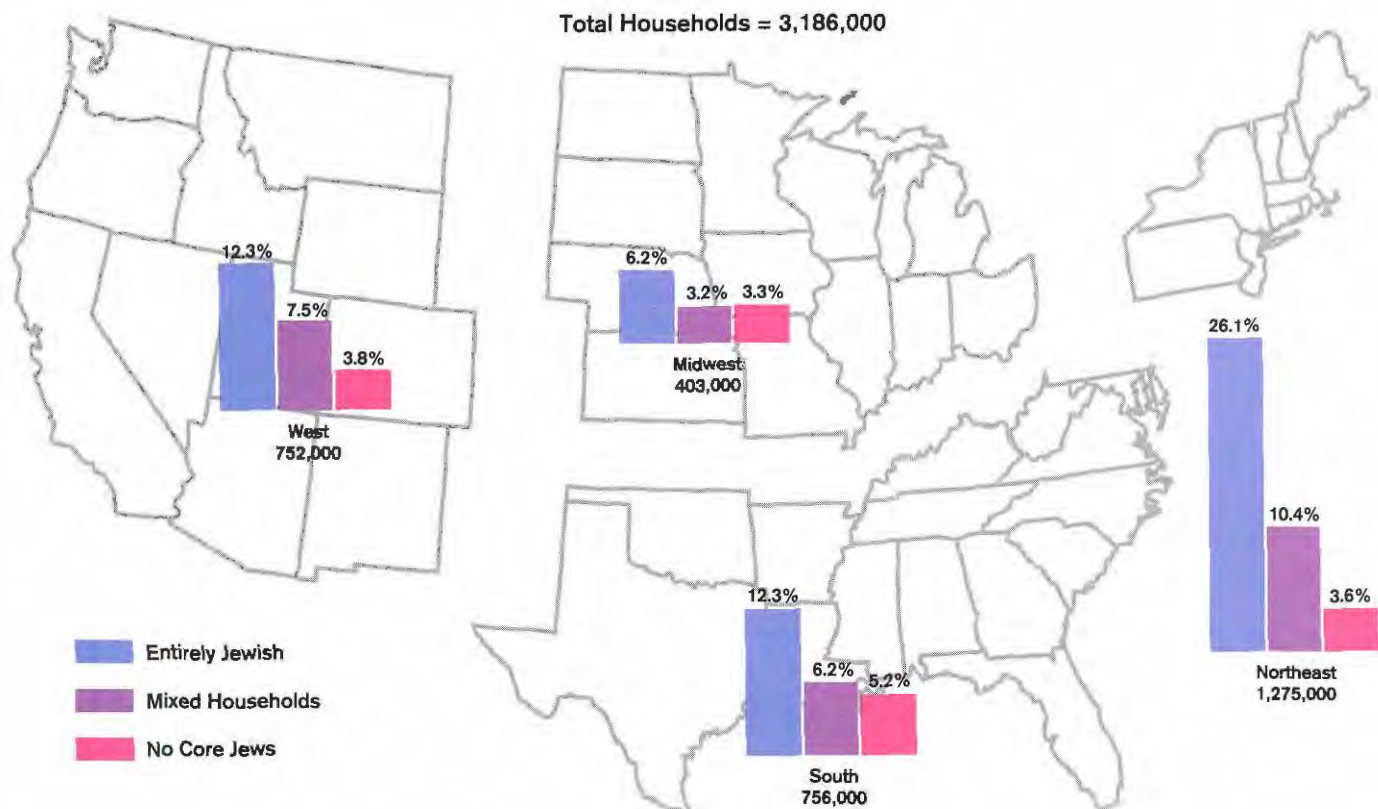 Total Households = 3,186,000
12.3%
7.5%
3.8%
West
752,000
6.2%
3.2%
3.3%
Midwest
403,000
26.1%
10.4%
3.6%
Northeast
1,275,000
12.3%
6.2%
5.2%
South
756,000
Entirely Jewish
Mixed Households
No Core Jews